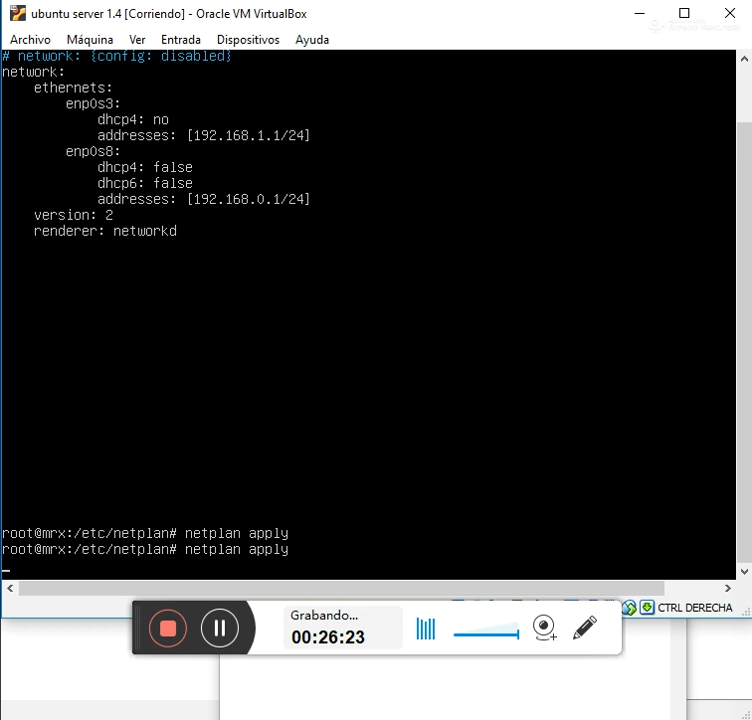 ubuntu server 1.4 [Corriendo] - Oracle VM VirtualBox
Archivo Máquina Ver Entrada Dispositivos Ayuda
# network: {config: disabled}
network:
    ethernets:
        enp0s3:
            dhcp4: no
            addresses: [192.168.1.1/24]
        enp0s8:
            dhcp4: false
            dhcp6: false
            addresses: [192.168.0.1/24]
    version: 2
    renderer: networkd
root@mrx:/etc/netplan# netplan apply
root@mrx:/etc/netplan# netplan apply
CTRL DERECHA
Grabando...
00:26:23